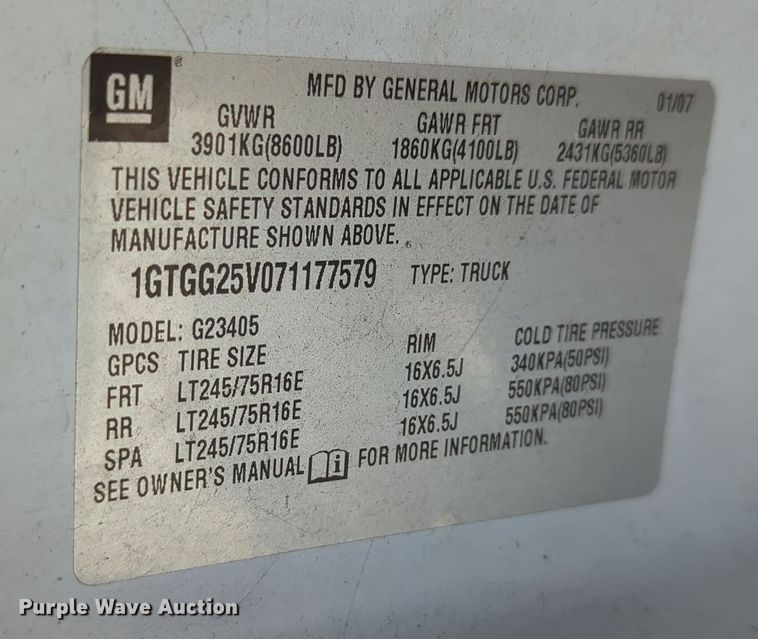 GM
MFD BY GENERAL MOTORS CORP. 01/07
GVWR GAWR FRT GAWR RR
3901KG(8600LB) 1860KG(4100LB) 2431KG(5360LB)
THIS VEHICLE CONFORMS TO ALL APPLICABLE U.S. FEDERAL MOTOR
VEHICLE SAFETY STANDARDS IN EFFECT ON THE DATE OF
MANUFACTURE SHOWN ABOVE.
1GTGG25V071177579 TYPE: TRUCK
MODEL: G23405
GPCS TIRE SIZE RIM COLD TIRE PRESSURE
FRT LT245/75R16E 16X6.5J 340KPA(50PSI)
RR LT245/75R16E 16X6.5J 550KPA(80PSI)
SPA LT245/75R16E 16X6.5J 550KPA(80PSI)
SEE OWNER'S MANUAL i FOR MORE INFORMATION.
Purple Wave Auction